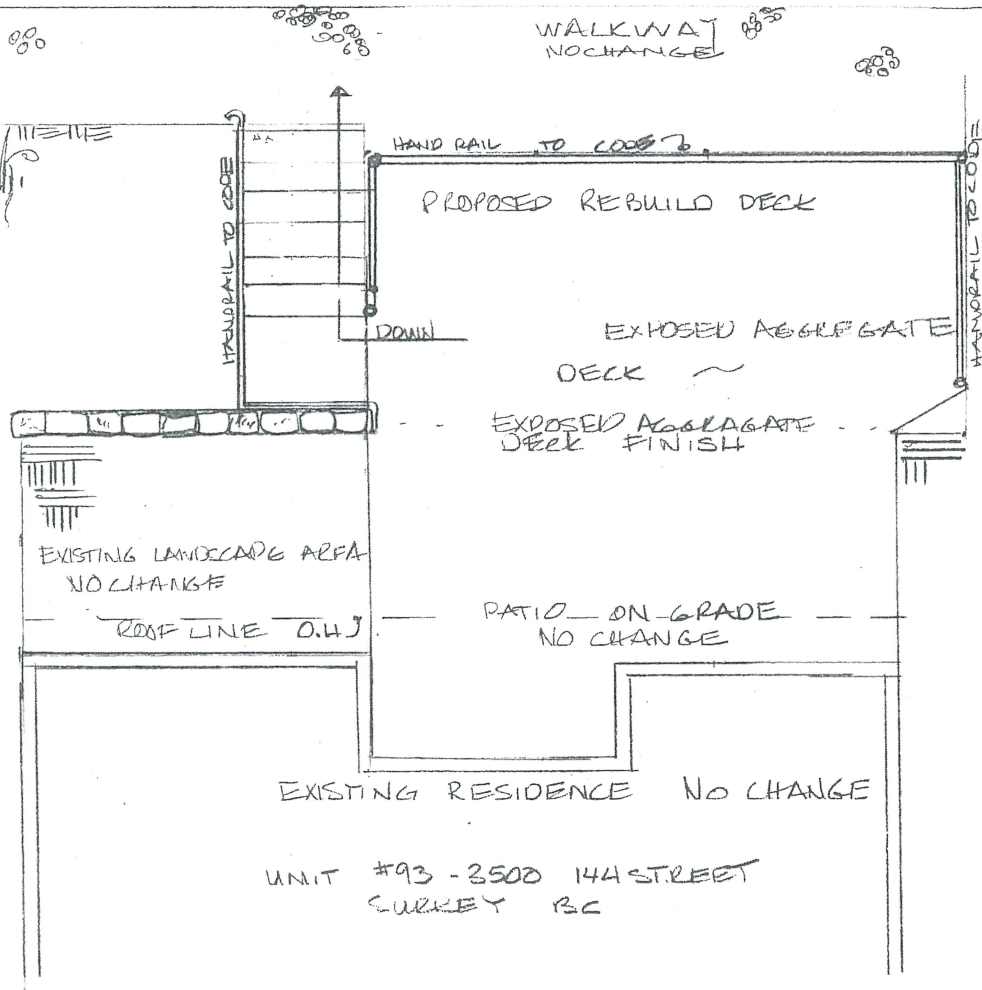 WALKWAY
NO CHANGE
HAND RAIL TO CODE
HANDRAIL TO CODE
HANDRAIL TO CODE
PROPOSED REBUILD DECK
DOWN
EXPOSED AGGREGATE
DECK
EXPOSED AGGRAGATE
DECK FINISH
EXISTING LANDSCAPE AREA
NO CHANGE
ROOF LINE O.H
PATIO ON GRADE
NO CHANGE
EXISTING RESIDENCE NO CHANGE
UNIT #93 - 3500 144 STREET
SURREY BC